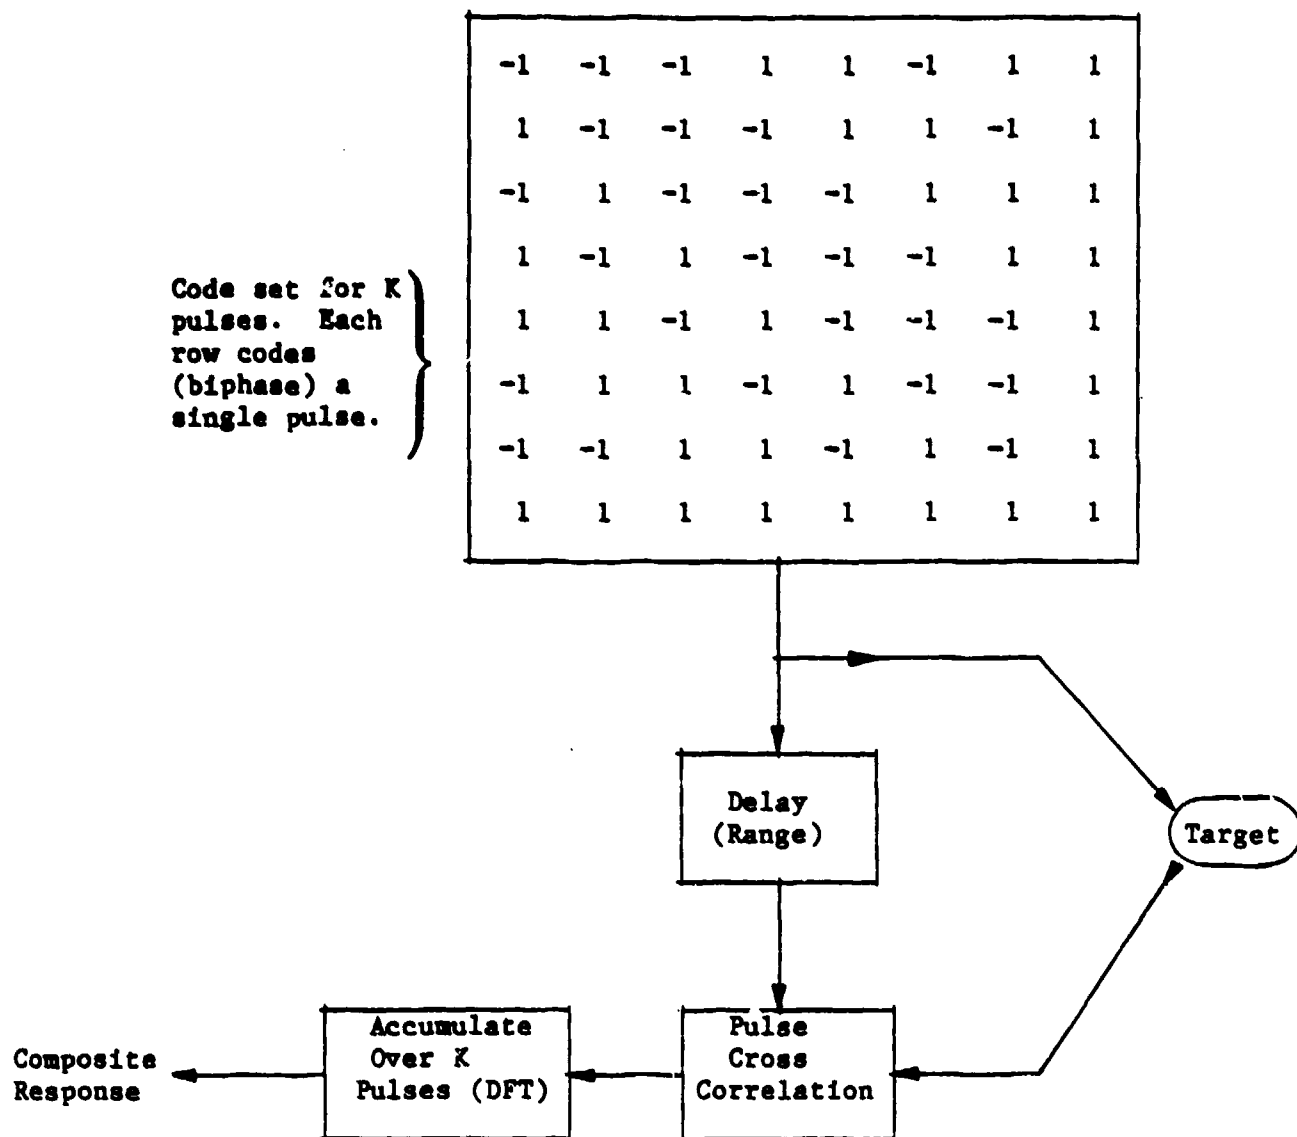 -1 -1 -1 1 1 -1 1 1
1 -1 -1 -1 1 1 -1 1
-1 1 -1 -1 -1 1 1 1
1 -1 1 -1 -1 -1 1 1
1 1 -1 1 -1 -1 -1 1
-1 1 1 -1 1 -1 -1 1
-1 -1 1 1 -1 1 -1 1
1 1 1 1 1 1 1 1
Code set for K
pulses. Each
row codes
(biphase) a
single pulse.
Delay
(Range)
Target
Pulse
Cross
Correlation
Accumulate
Over K
Pulses (DFT)
Composite
Response